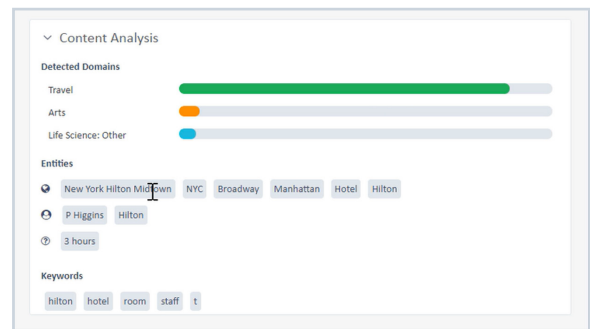 Content Analysis
Detected Domains
Travel
Arts
Life Science: Other
Entities
New York Hilton Midtown NYC Broadway Manhattan Hotel Hilton
P Higgins Hilton
3 hours
Keywords
hilton hotel room staff t